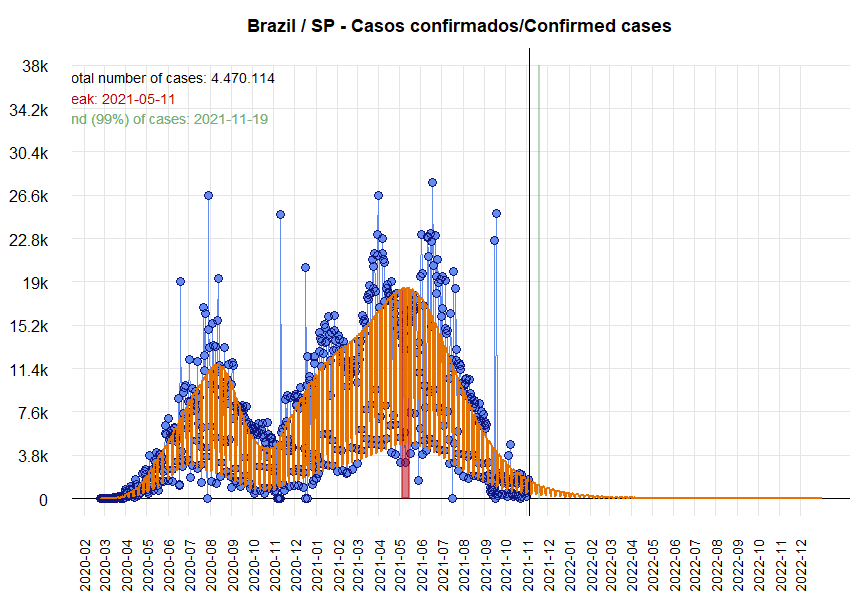 Brazil / SP - Casos confirmados/Confirmed cases
38k
34.2k
30.4k
26.6k
22.8k
19k
15.2k
11.4k
7.6k
3.8k
0
otal number of cases: 4.470.114
eak: 2021-05-11
nd (99%) of cases: 2021-11-19
2020-02
2020-03
2020-04
2020-05
2020-06
2020-07
2020-08
2020-09
2020-10
2020-11
2020-12
2021-01
2021-02
2021-03
2021-04
2021-05
2021-06
2021-07
2021-08
2021-09
2021-10
2021-11
2021-12
2022-01
2022-02
2022-03
2022-04
2022-05
2022-06
2022-07
2022-08
2022-09
2022-10
2022-11
2022-12